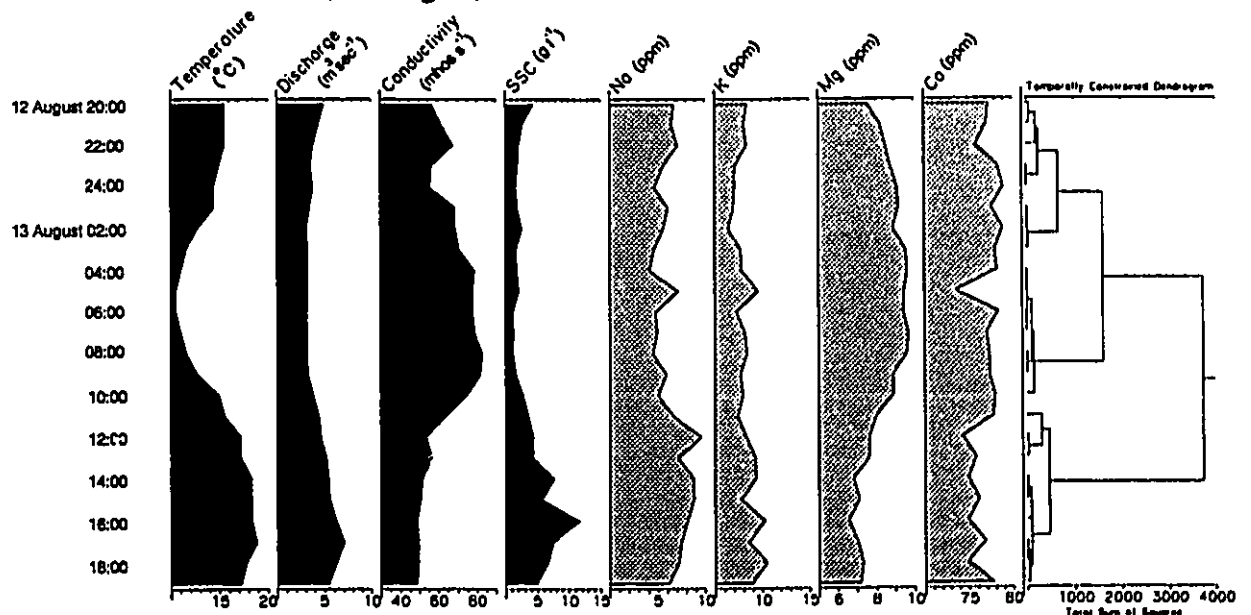 Temperature (°C)
Discharge (m³sec⁻¹)
Conductivity (mhos s⁻¹)
SSC (g l⁻¹)
Na (ppm)
K (ppm)
Mg (ppm)
Ca (ppm)
Temporally Constrained Dendrogram
12 August 20:00
22:00
24:00
13 August 02:00
04:00
06:00
08:00
10:00
12:00
14:00
16:00
18:00
15 20
5 10
40 60 80
5 10 15
5 10
5 10 15
6 8 10
75 80
1000 2000 3000 4000
Total Sum of Squares